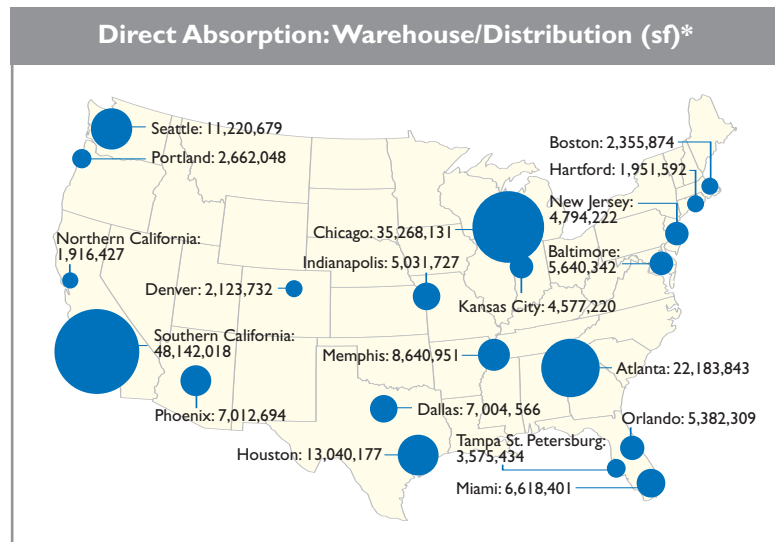 Direct Absorption: Warehouse/Distribution (sf)*
Seattle: 11,220,679
Portland: 2,662,048
Boston: 2,355,874
Hartford: 1,951,592
New Jersey:
4,794,222
Northern California:
1,916,427
Chicago: 35,268,131
Indianapolis: 5,031,727
Baltimore:
5,640,342
Denver: 2,123,732
Kansas City: 4,577,220
Southern California:
48,142,018
Memphis: 8,640,951
Atlanta: 22,183,843
Phoenix: 7,012,694
Dallas: 7,004, 566
Orlando: 5,382,309
Houston: 13,040,177
Tampa St. Petersburg:
3,575,434
Miami: 6,618,401